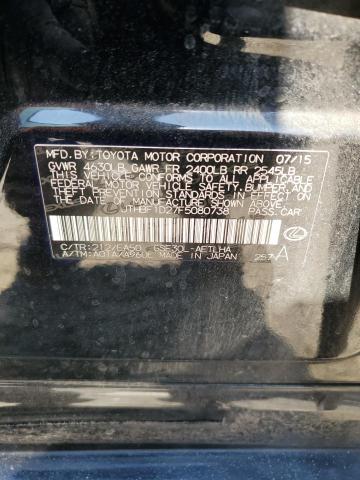 MFD.BY:TOYOTA MOTOR CORPORATION 07/15
GVWR 4630LB GAWR FR 2400LB RR 2545LB
THIS VEHICLE CONFORMS TO ALL APPLICABLE
FEDERAL MOTOR VEHICLE SAFETY, BUMPER, AND
THEFT PREVENTION STANDARDS IN EFFECT ON
THE DATE OF MANUFACTURE SHOWN ABOVE.
JTHBF1D27F5080738 PASS.CAR
C/TR:212/EA50 GSE30L-AETLHA
A/TM:A01A/A960E MADE IN JAPAN 257 A